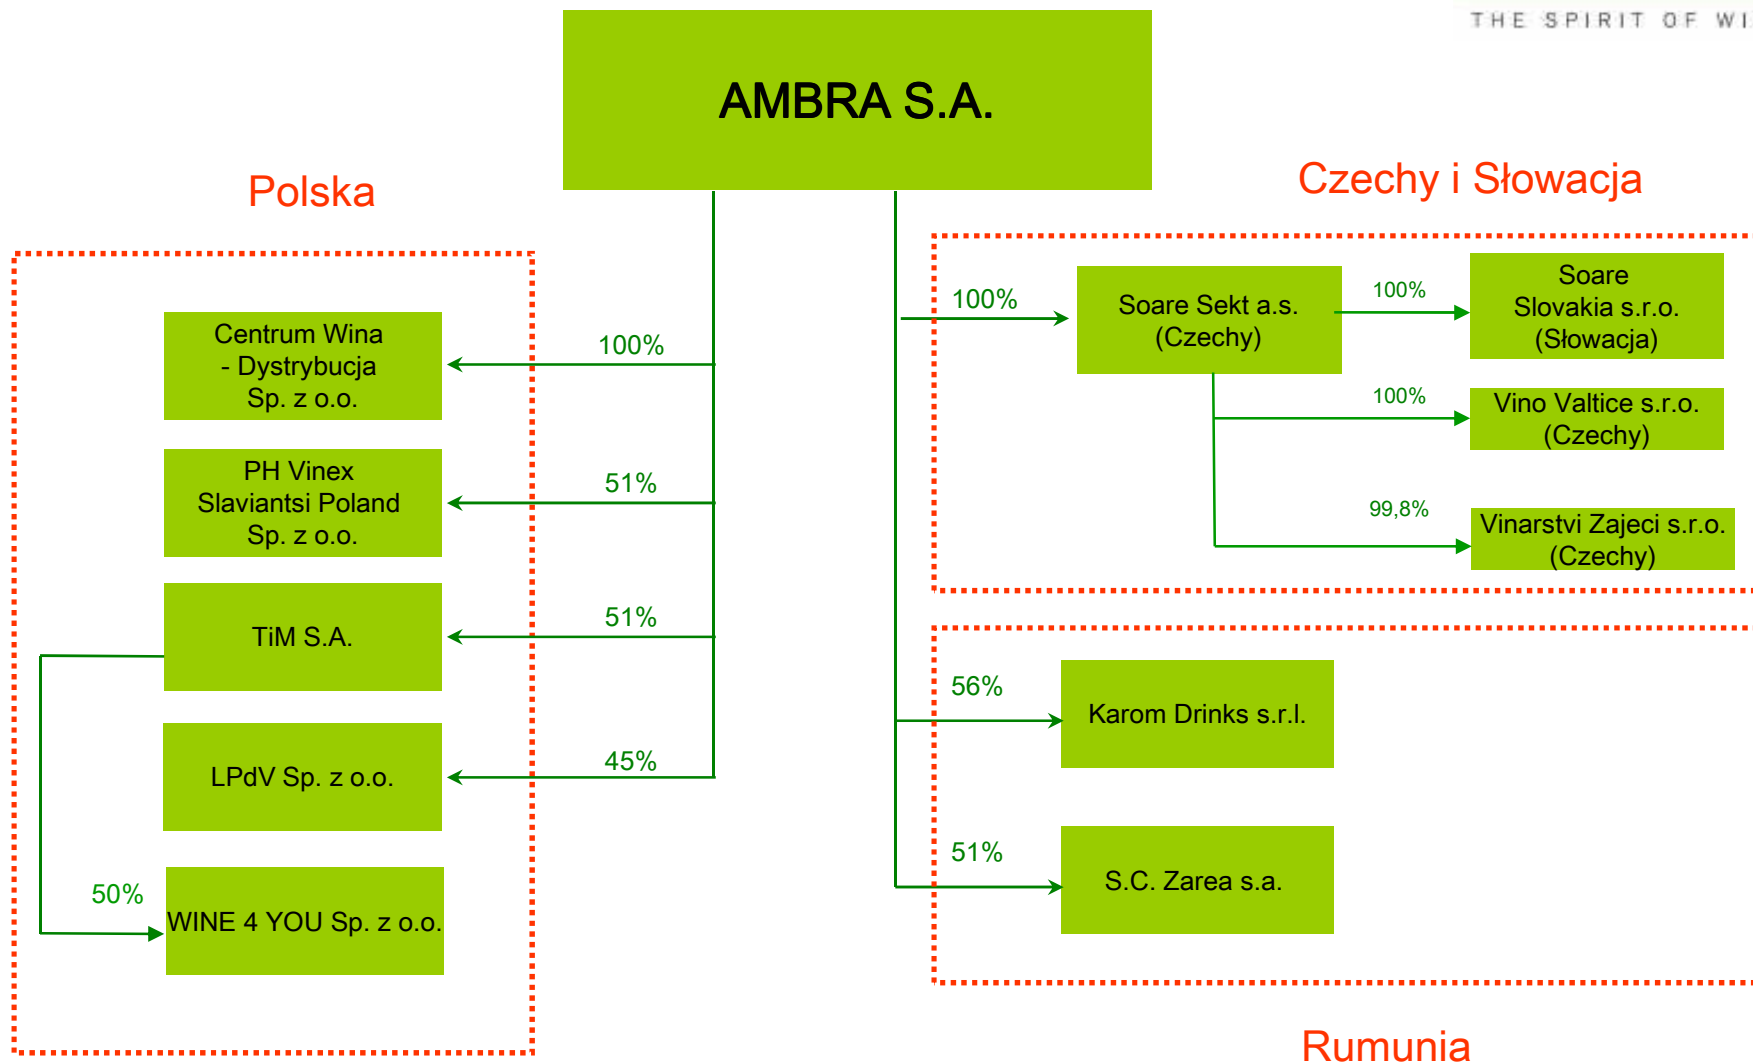 THE SPIRIT OF
AMBRA S.A.
Polska
Czechy i Słowacja
Centrum Wina
- Dystrybucja
Sp. z o.o.
100%
PH Vinex
Slaviantsi Poland
Sp. z o.o.
51%
TiM S.A.
51%
LPdV Sp. z o.o.
45%
50%
WINE 4 YOU Sp. z o.o.
100%
Soare Sekt a.s.
(Czechy)
100%
Soare
Slovakia s.r.o.
(Słowacja)
100%
Vino Valtice s.r.o.
(Czechy)
99,8%
Vinarstvi Zajeci s.r.o.
(Czechy)
56%
Karom Drinks s.r.l.
51%
S.C. Zarea s.a.
Rumunia